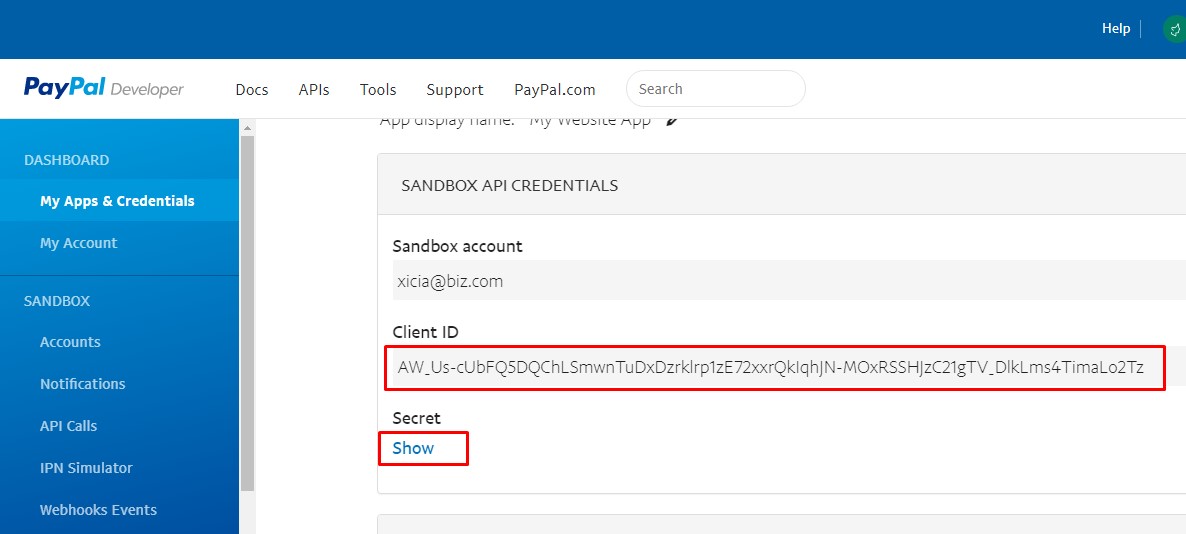 Help
PayPal Developer
Docs APIs Tools Support PayPal.com Search
App display name: My Website App
DASHBOARD
My Apps & Credentials
My Account
SANDBOX
Accounts
Notifications
API Calls
IPN Simulator
Webhooks Events
SANDBOX API CREDENTIALS
Sandbox account
xicia@biz.com
Client ID
AW_Us-cUbFQ5DQChLSmwnTuDxDzrklrp1zE72xxrQkIqhJN-MOxRSSHJzC21gTV_DlkLms4TimaLo2Tz
Secret
Show